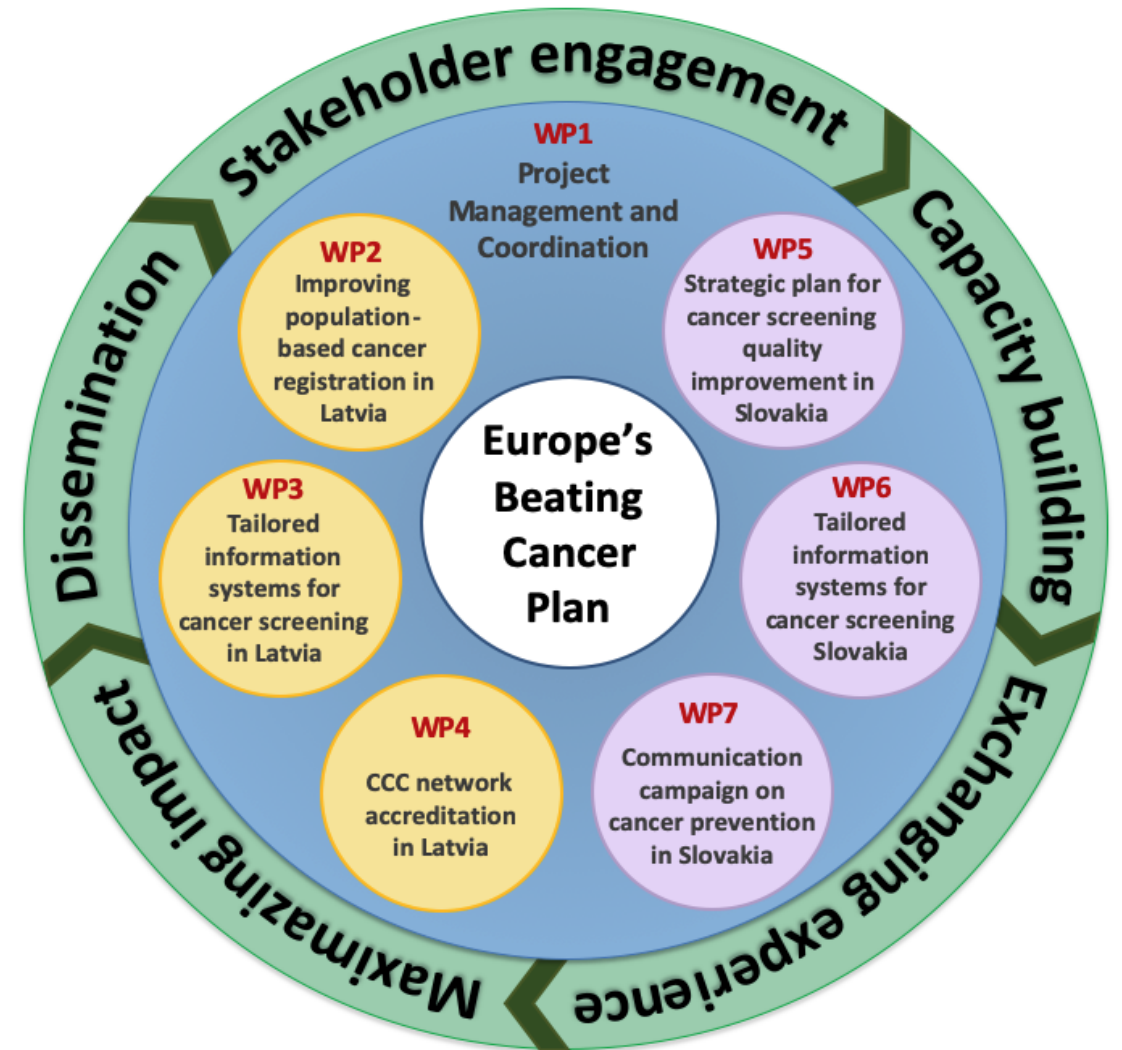 Stakeholder engagement
Capacity building
Exchanging experience
Maximazing impact
Dissemination
WP1
Project
Management and
Coordination
WP2
Improving
population-
based cancer
registration in
Latvia
WP3
Tailored
information
systems for
cancer screening
in Latvia
WP4
CCC network
accreditation
in Latvia
WP5
Strategic plan for
cancer screening
quality
improvement in
Slovakia
WP6
Tailored
information
systems for
cancer screening
Slovakia
WP7
Communication
campaign on
cancer prevention
in Slovakia
Europe’s
Beating
Cancer
Plan